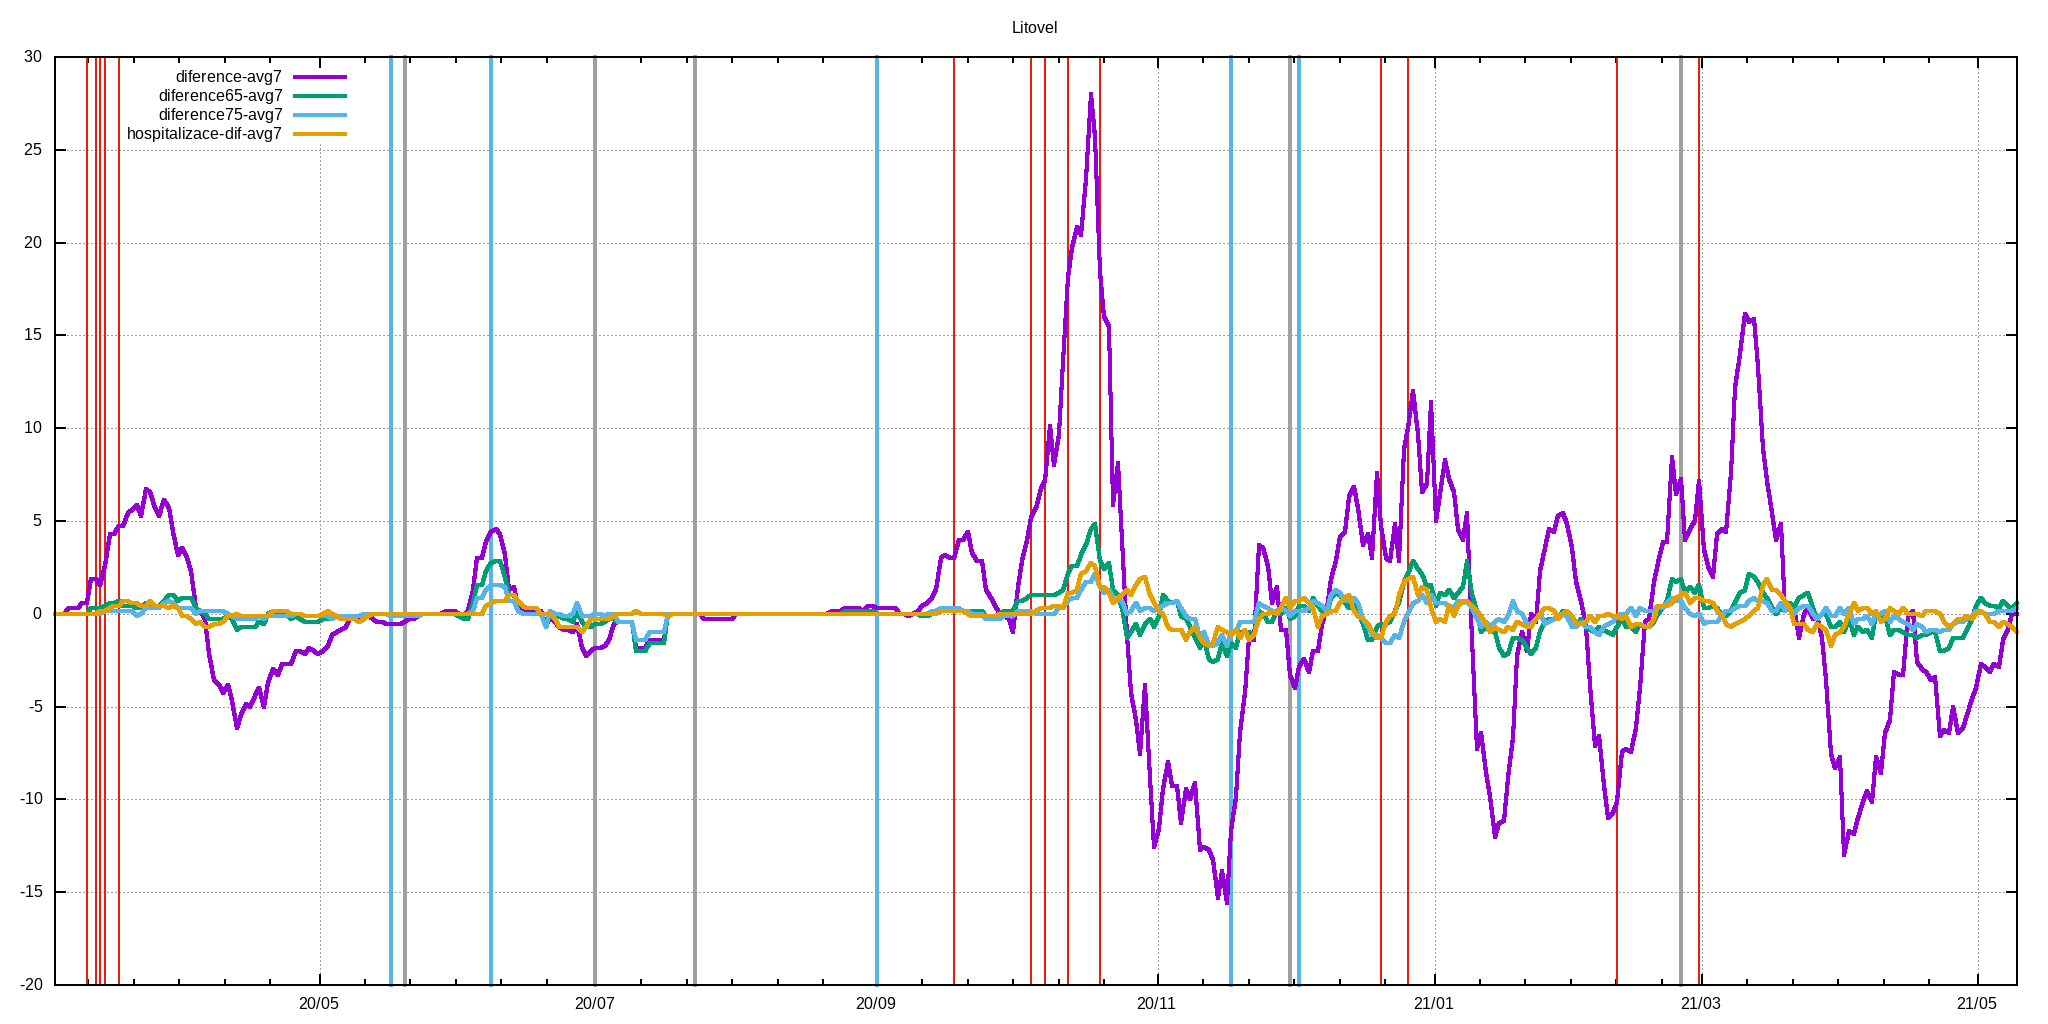 Litovel
30
diference-avg7
diference65-avg7
diference75-avg7
hospitalizace-dif-avg7
25
20
15
10
5
0
-5
-10
-15
-20
20/05 20/07 20/09 20/11 21/01 21/03 21/05